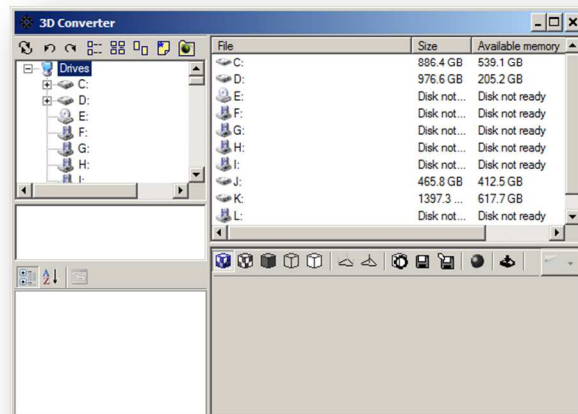 3D Converter
Drives
C:
D:
E:
F:
G:
H:
I:
File Size Available memory
C: 886.4 GB 539.1 GB
D: 976.6 GB 205.2 GB
E: Disk not... Disk not ready
F: Disk not... Disk not ready
G: Disk not... Disk not ready
H: Disk not... Disk not ready
I: Disk not... Disk not ready
J: 465.8 GB 412.5 GB
K: 1397.3 ... 617.7 GB
L: Disk not... Disk not ready